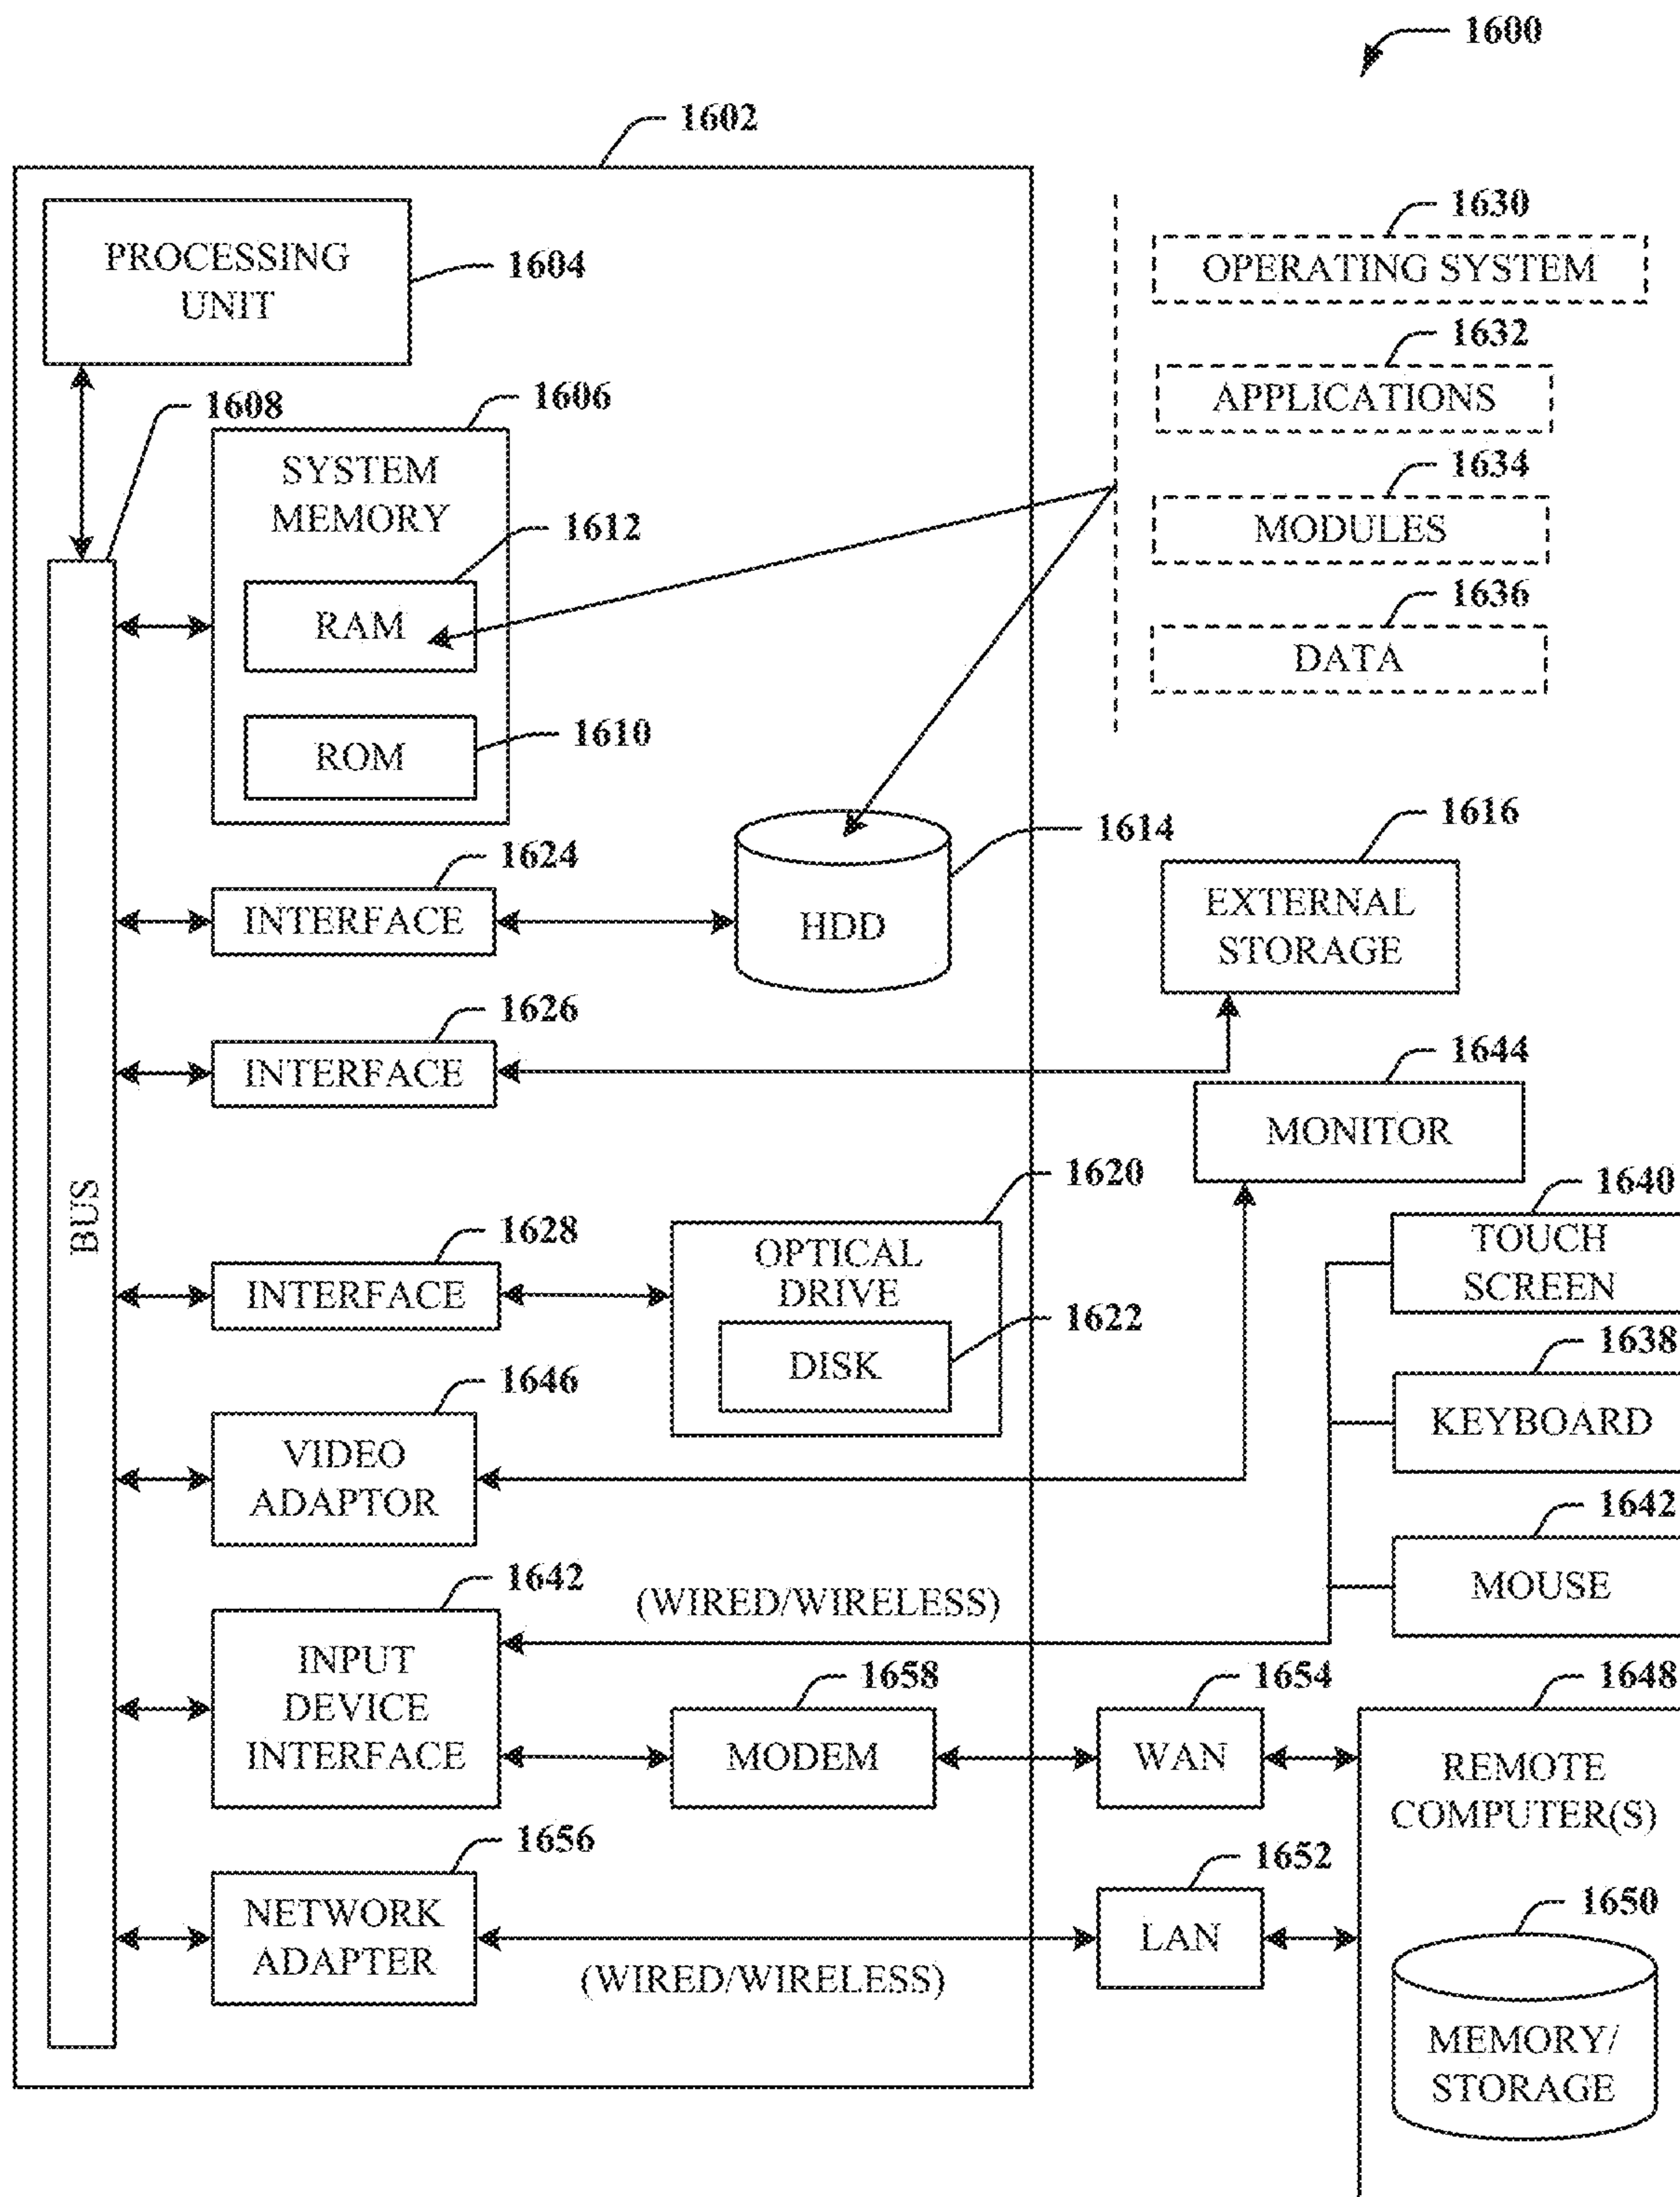 1600
1602
PROCESSING
UNIT
1604
1630
OPERATING SYSTEM
1632
APPLICATIONS
1634
MODULES
1636
DATA
1608
1606
SYSTEM
MEMORY
1612
RAM
1610
ROM
1624
INTERFACE
1614
HDD
1616
EXTERNAL
STORAGE
1626
INTERFACE
1644
MONITOR
BUS
1628
INTERFACE
1620
OPTICAL
DRIVE
1622
DISK
1640
TOUCH
SCREEN
1638
KEYBOARD
1646
VIDEO
ADAPTOR
1642
MOUSE
1642
INPUT
DEVICE
INTERFACE
(WIRED/WIRELESS)
1658
MODEM
1654
WAN
1648
REMOTE
COMPUTER(S)
1656
NETWORK
ADAPTER
(WIRED/WIRELESS)
1652
LAN
1650
MEMORY/
STORAGE